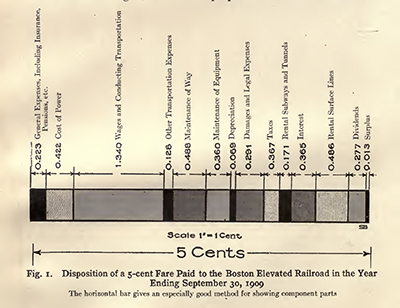 0.223 General Expenses, Including Insurance,
Pensions, etc.
0.422 Cost of Power
1.340 Wages and Conducting Transportation
0.126 Other Transportation Expenses
0.488 Maintenance of Way
0.360 Maintenance of Equipment
0.069 Depreciation
0.291 Damages and Legal Expenses
0.367 Taxes
0.171 Rental Subways and Tunnels
0.365 Interest
0.486 Rental Surface Lines
0.277 Dividends
0.013 Surplus
Scale 1"=1 Cent
5 Cents
Fig. 1. Disposition of a 5-cent Fare Paid to the Boston Elevated Railroad in the Year
Ending September 30, 1909
The horizontal bar gives an especially good method for showing component parts